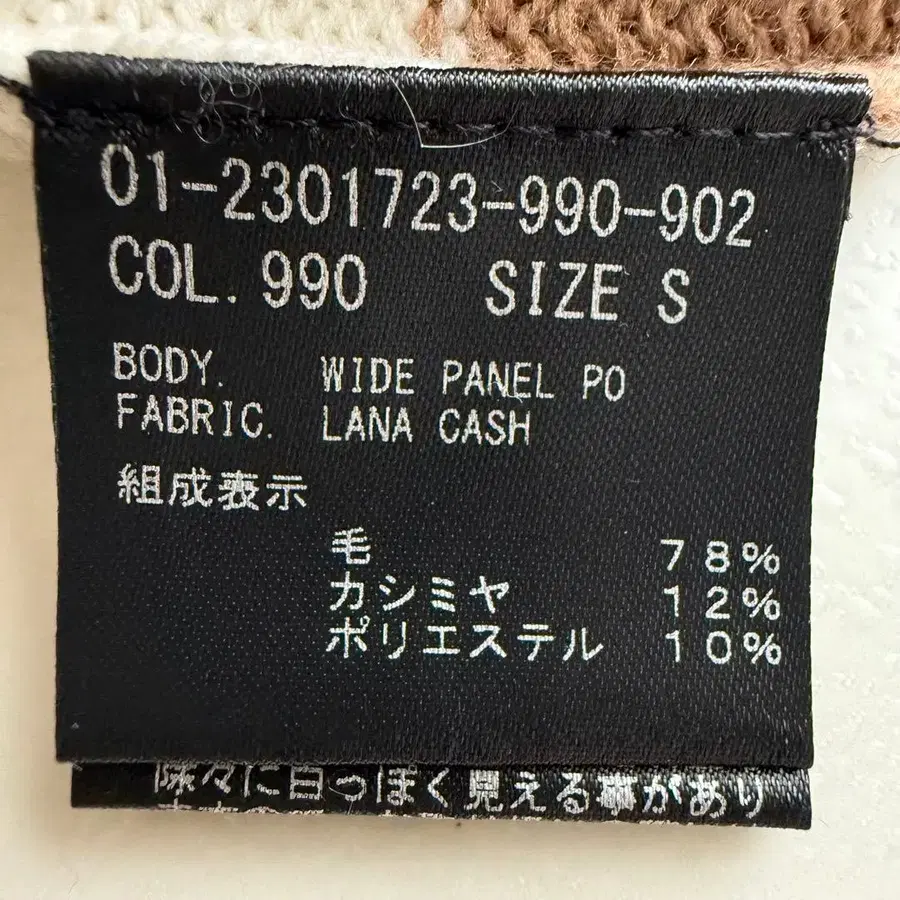 01-2301723-990-902
COL. 990 SIZE S
BODY. WIDE PANEL PO
FABRIC. LANA CASH
組成表示
毛 78%
カシミヤ 12%
ポリエステル 10%
除々に白っぽく見える事があり